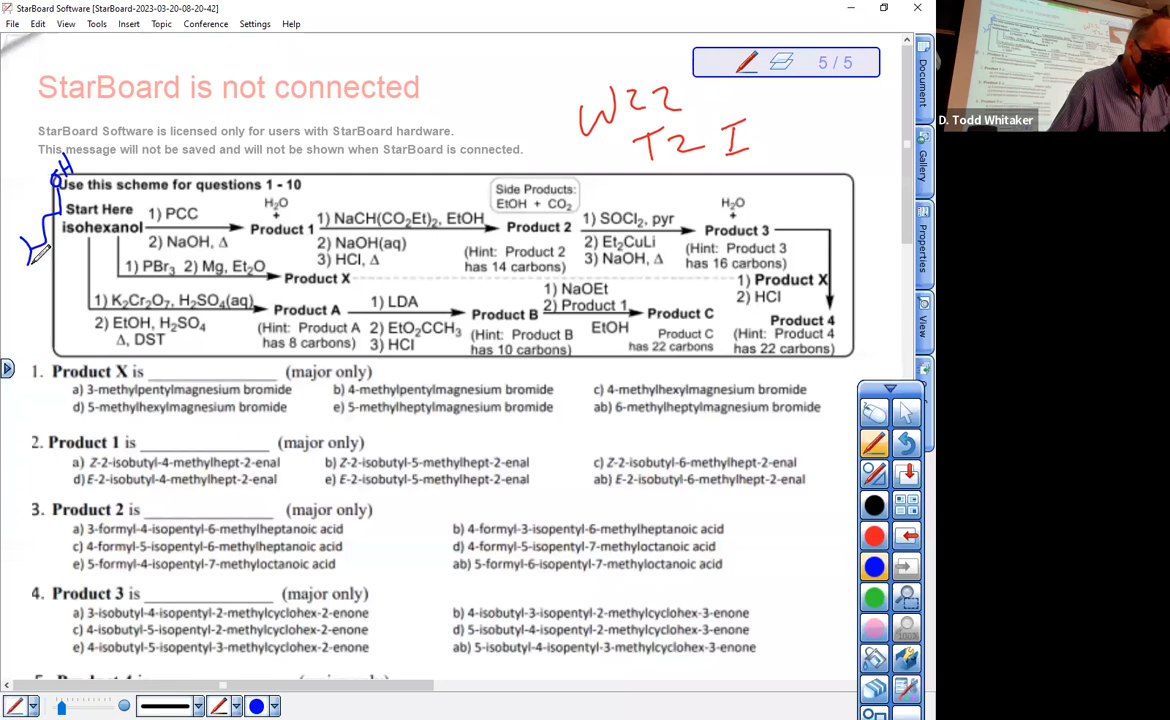 StarBoard Software [StarBoard-2023-03-20-08-20-42]
File Edit View Tools Insert Topic Conference Settings Help
StarBoard is not connected
StarBoard Software is licensed only for users with StarBoard hardware.
This message will not be saved and will not be shown when StarBoard is connected.
5 / 5
W22
T2 I
OH
D. Todd Whitaker
Document
Gallery
Properties
View
Use this scheme for questions 1 - 10
Start Here
isohexanol
1) PCC
2) NaOH, Δ
H2O
+
Product 1
1) NaCH(CO2Et)2, EtOH
2) NaOH(aq)
3) HCl, Δ
Side Products:
EtOH + CO2
Product 2
(Hint: Product 2
has 14 carbons)
1) SOCl2, pyr
2) Et2CuLi
3) NaOH, Δ
H2O
+
Product 3
(Hint: Product 3
has 16 carbons)
1) PBr3 2) Mg, Et2O
Product X
1) Product X
2) HCl
Product 4
(Hint: Product 4
has 22 carbons)
1) K2Cr2O7, H2SO4(aq)
2) EtOH, H2SO4
Δ, DST
Product A
(Hint: Product A
has 8 carbons)
1) LDA
2) EtO2CCH3
3) HCl
Product B
(Hint: Product B
has 10 carbons)
1) NaOEt
2) Product 1
EtOH
Product C
Product C
has 22 carbons
1. Product X is ____________ (major only)
a) 3-methylpentylmagnesium bromide b) 4-methylpentylmagnesium bromide c) 4-methylhexylmagnesium bromide
d) 5-methylhexylmagnesium bromide e) 5-methylheptylmagnesium bromide ab) 6-methylheptylmagnesium bromide
2. Product 1 is ____________ (major only)
a) Z-2-isobutyl-4-methylhept-2-enal b) Z-2-isobutyl-5-methylhept-2-enal c) Z-2-isobutyl-6-methylhept-2-enal
d) E-2-isobutyl-4-methylhept-2-enal e) E-2-isobutyl-5-methylhept-2-enal ab) E-2-isobutyl-6-methylhept-2-enal
3. Product 2 is ____________ (major only)
a) 3-formyl-4-isopentyl-6-methylheptanoic acid b) 4-formyl-3-isopentyl-6-methylheptanoic acid
c) 4-formyl-5-isopentyl-6-methylheptanoic acid d) 4-formyl-5-isopentyl-7-methyloctanoic acid
e) 5-formyl-4-isopentyl-7-methyloctanoic acid ab) 5-formyl-6-isopentyl-7-methyloctanoic acid
4. Product 3 is ____________ (major only)
a) 3-isobutyl-4-isopentyl-2-methylcyclohex-2-enone b) 4-isobutyl-3-isopentyl-2-methylcyclohex-3-enone
c) 4-isobutyl-5-isopentyl-2-methylcyclohex-2-enone d) 5-isobutyl-4-isopentyl-2-methylcyclohex-3-enone
e) 4-isobutyl-5-isopentyl-3-methylcyclohex-2-enone ab) 5-isobutyl-4-isopentyl-3-methylcyclohex-3-enone
100%